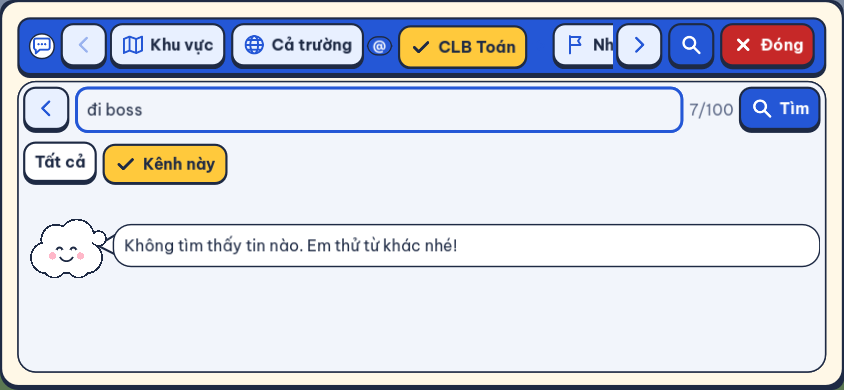 Khu vực Cả trường @ CLB Toán Nh Đóng
đi boss 7/100 Tìm
Tất cả Kênh này
Không tìm thấy tin nào. Em thử từ khác nhé!